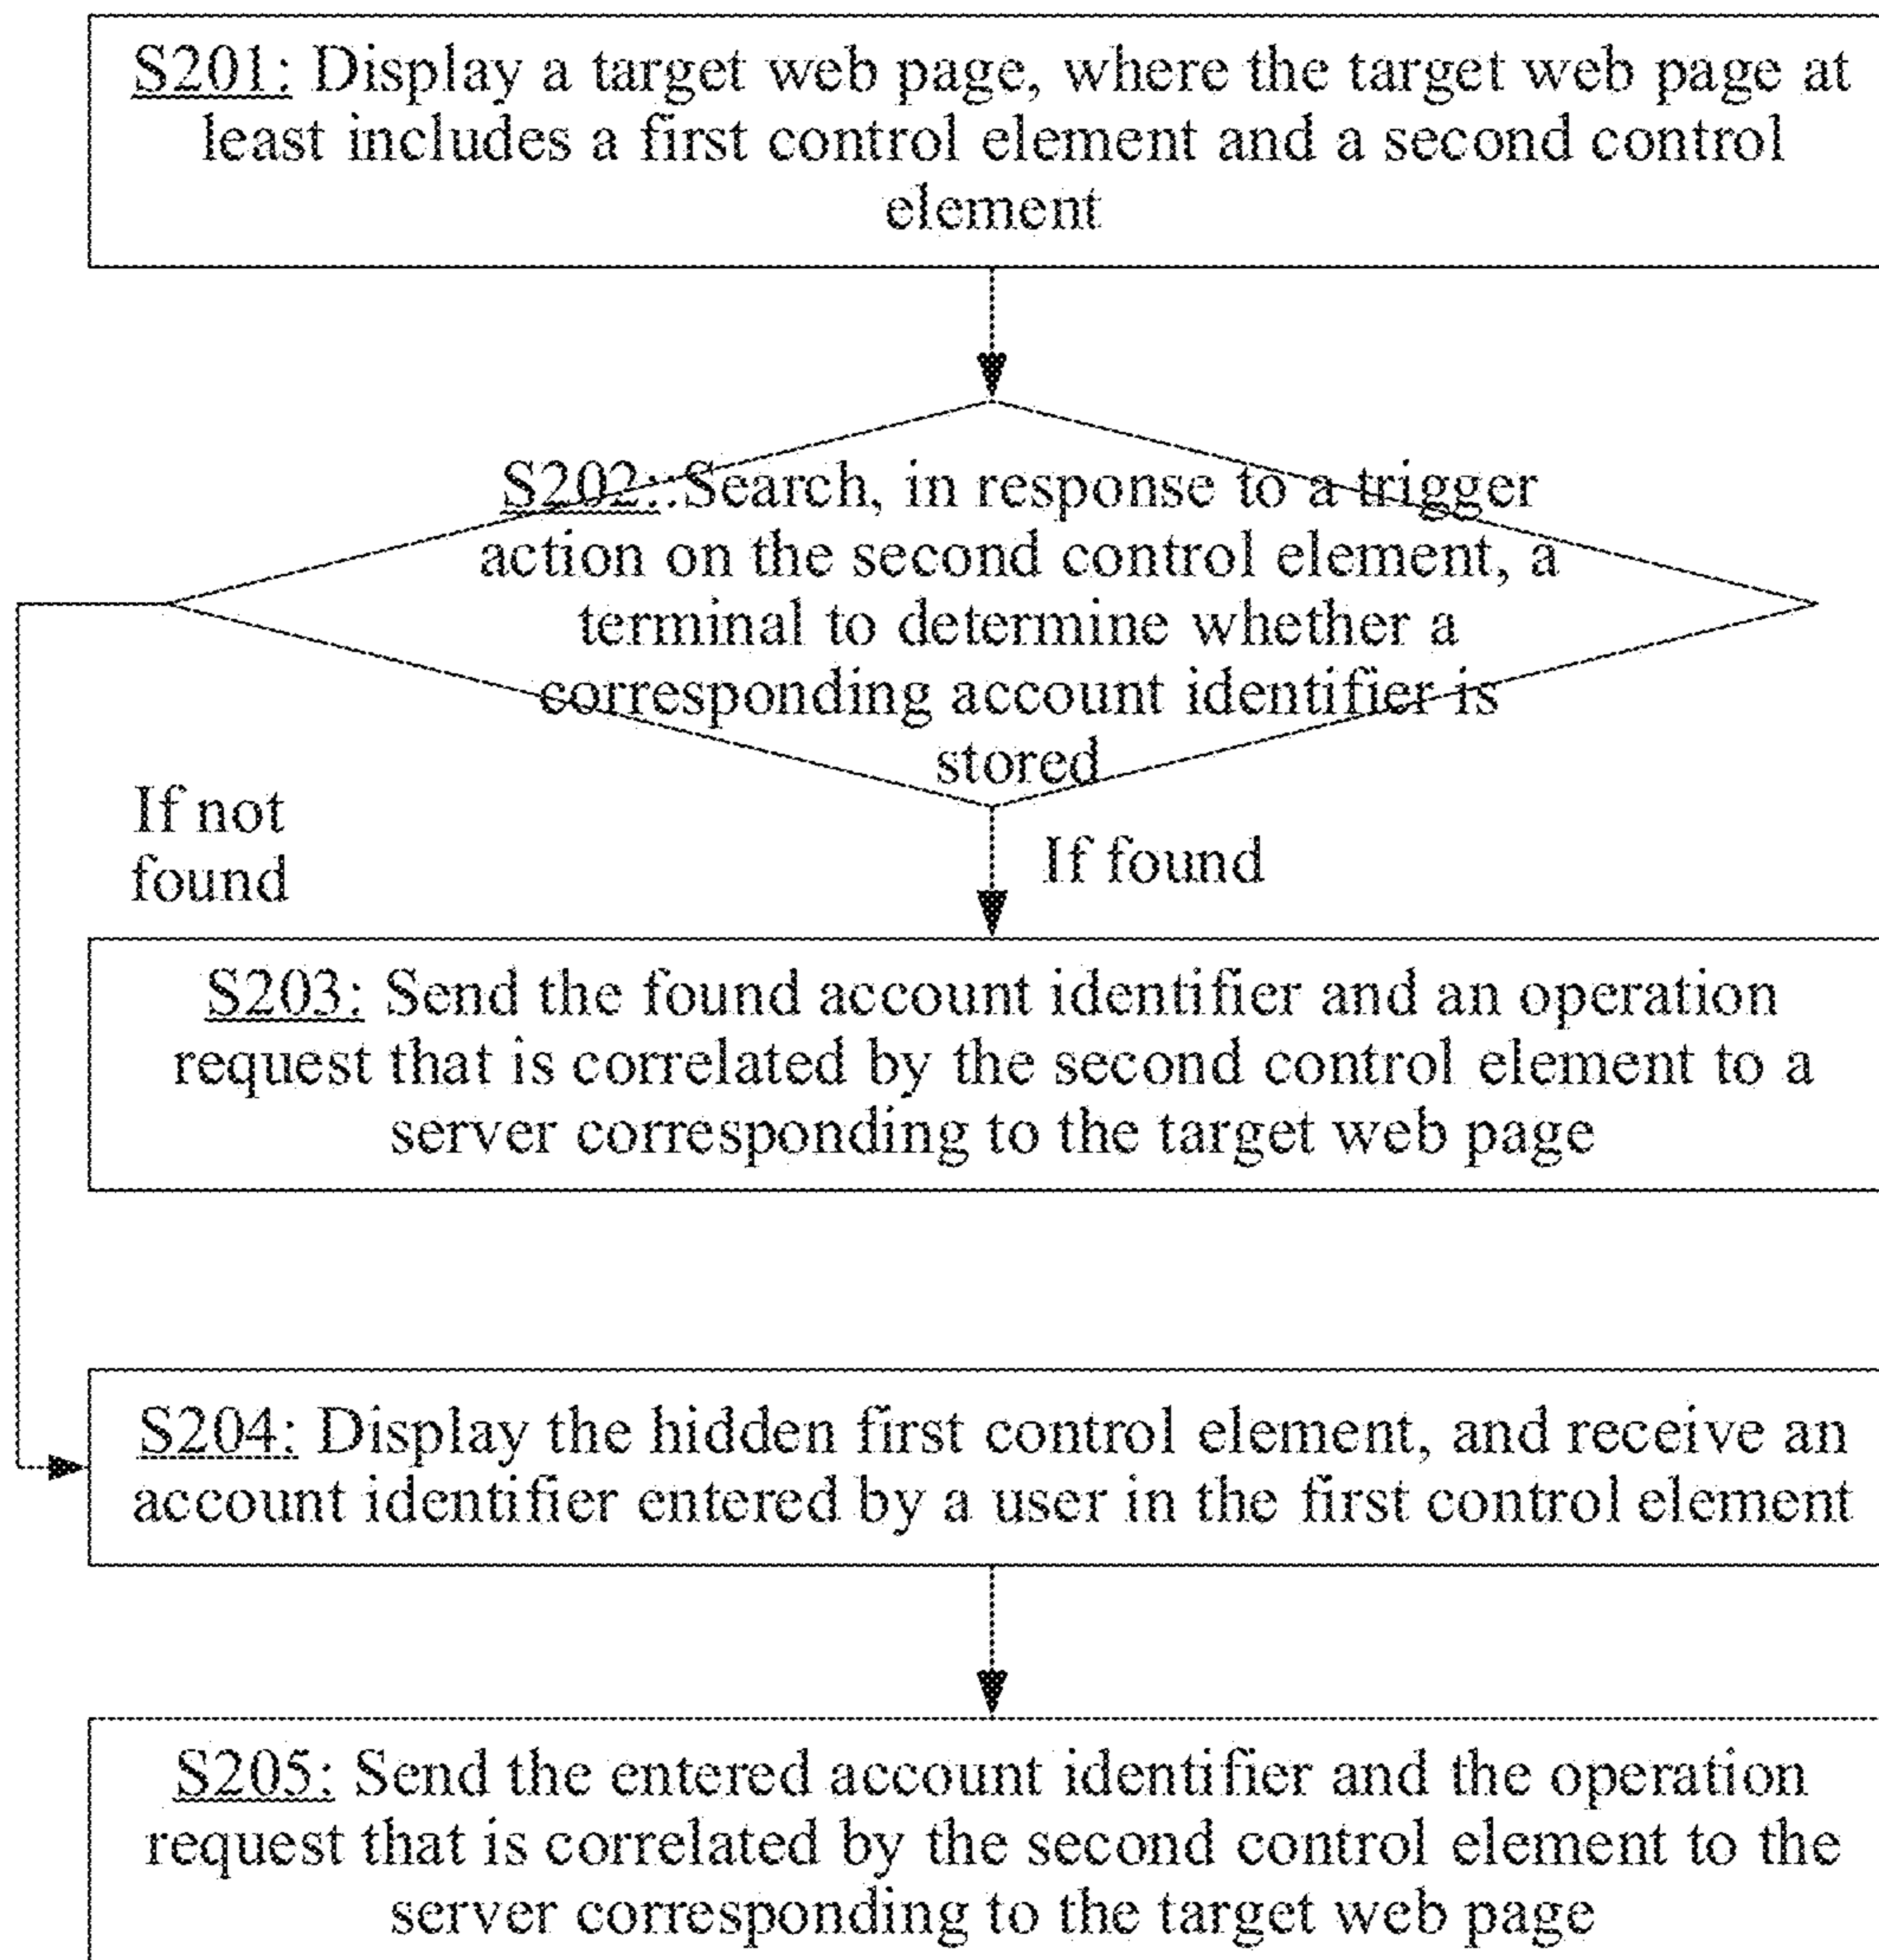 S201: Display a target web page, where the target web page at
least includes a first control element and a second control
element
S202: Search, in response to a trigger
action on the second control element, a
terminal to determine whether a
corresponding account identifier is
stored
If not
found
If found
S203: Send the found account identifier and an operation
request that is correlated by the second control element to a
server corresponding to the target web page
S204: Display the hidden first control element, and receive an
account identifier entered by a user in the first control element
S205: Send the entered account identifier and the operation
request that is correlated by the second control element to the
server corresponding to the target web page